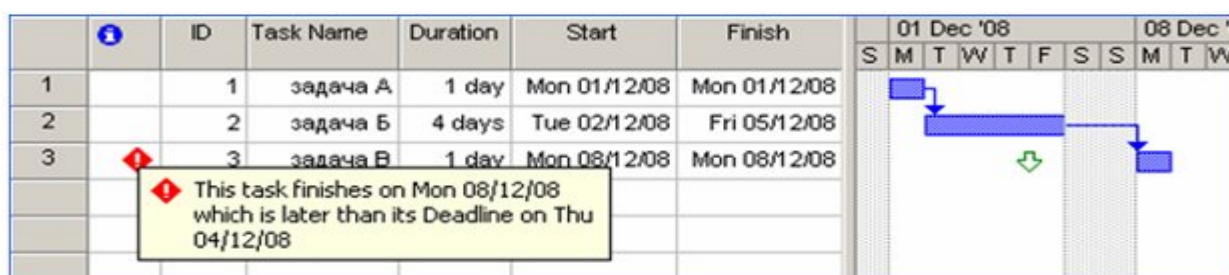 ID Task Name Duration Start Finish 01 Dec '08 08 Dec '
S M T W T F S S M T W
1 1 задача А 1 day Mon 01/12/08 Mon 01/12/08
2 2 задача Б 4 days Tue 02/12/08 Fri 05/12/08
3 3 задача В 1 day Mon 08/12/08 Mon 08/12/08
This task finishes on Mon 08/12/08
which is later than its Deadline on Thu
04/12/08